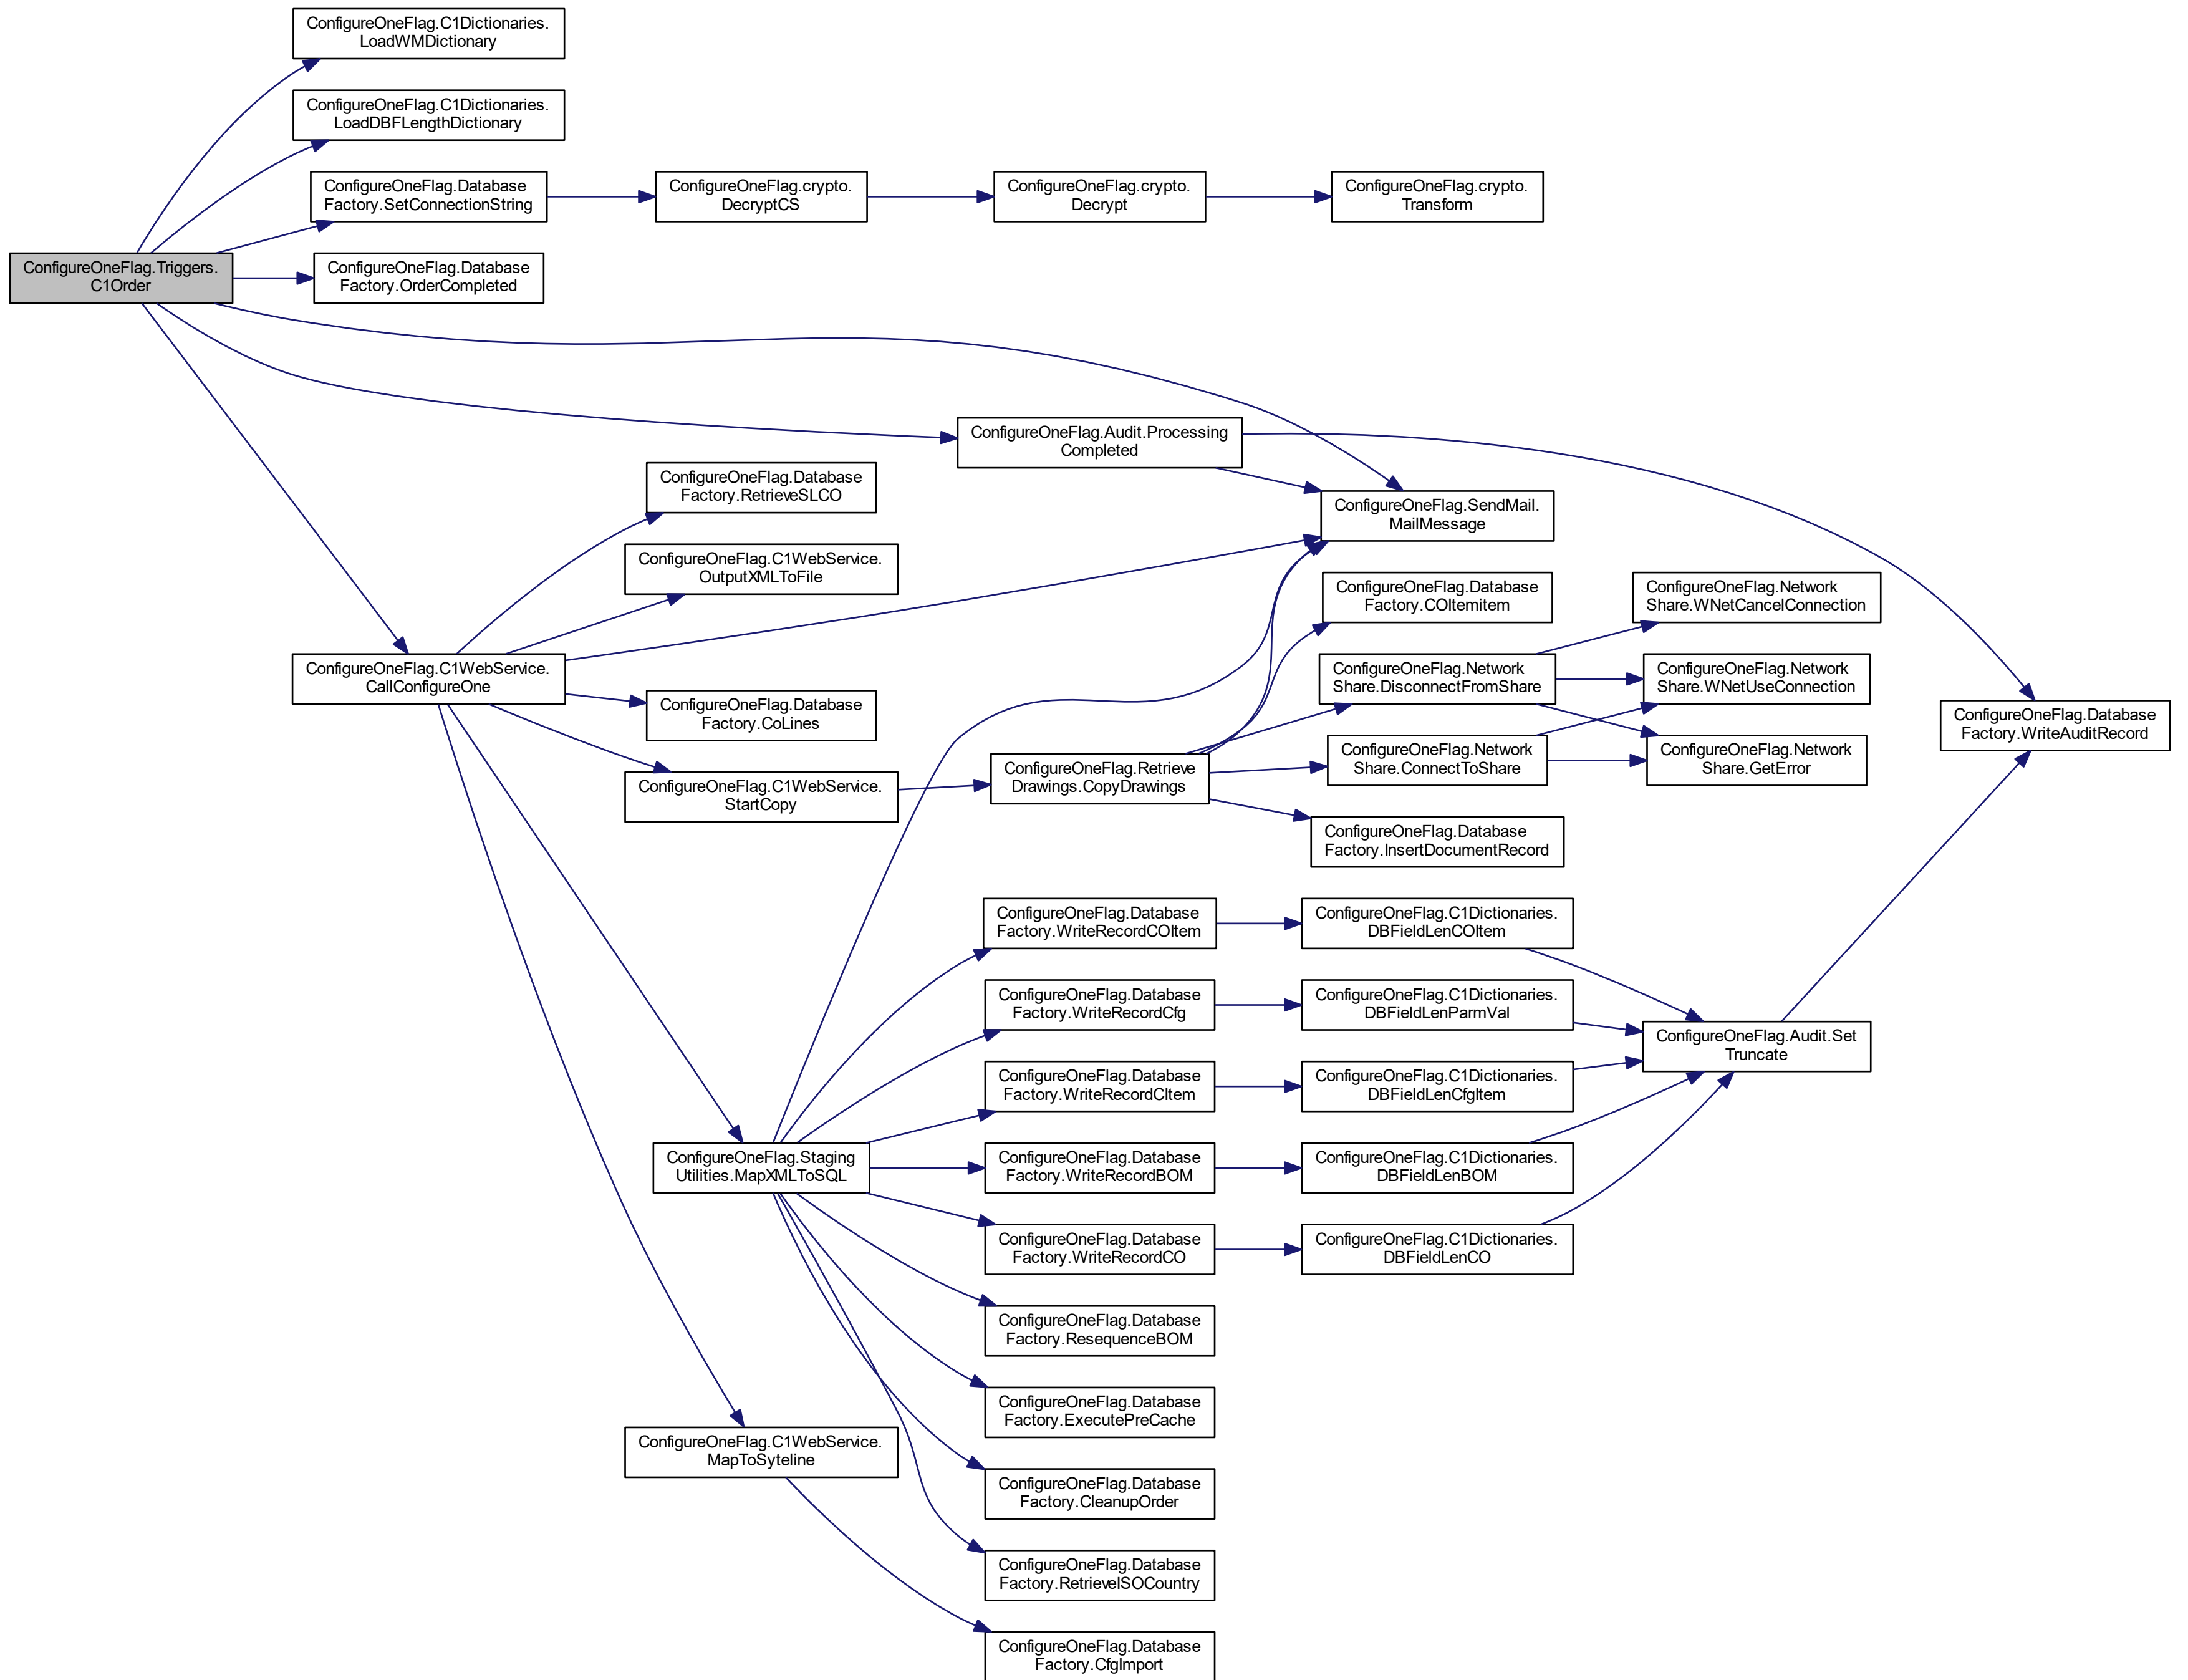 ConfigureOneFlag.C1Dictionaries.
LoadWMDictionary
ConfigureOneFlag.C1Dictionaries.
LoadDBFLengthDictionary
ConfigureOneFlag.Database
Factory.SetConnectionString
ConfigureOneFlag.crypto.
DecryptCS
ConfigureOneFlag.crypto.
Decrypt
ConfigureOneFlag.crypto.
Transform
ConfigureOneFlag.Triggers.
C1Order
ConfigureOneFlag.Database
Factory.OrderCompleted
ConfigureOneFlag.Audit.Processing
Completed
ConfigureOneFlag.Database
Factory.RetrieveSLCO
ConfigureOneFlag.SendMail.
MailMessage
ConfigureOneFlag.C1WebService.
OutputXMLToFile
ConfigureOneFlag.Database
Factory.COItemitem
ConfigureOneFlag.Network
Share.WNetCancelConnection
ConfigureOneFlag.C1WebService.
CallConfigureOne
ConfigureOneFlag.Network
Share.DisconnectFromShare
ConfigureOneFlag.Network
Share.WNetUseConnection
ConfigureOneFlag.Database
Factory.CoLines
ConfigureOneFlag.Database
Factory.WriteAuditRecord
ConfigureOneFlag.C1WebService.
StartCopy
ConfigureOneFlag.Retrieve
Drawings.CopyDrawings
ConfigureOneFlag.Network
Share.ConnectToShare
ConfigureOneFlag.Network
Share.GetError
ConfigureOneFlag.Database
Factory.InsertDocumentRecord
ConfigureOneFlag.Database
Factory.WriteRecordCOItem
ConfigureOneFlag.C1Dictionaries.
DBFieldLenCOItem
ConfigureOneFlag.Database
Factory.WriteRecordCfg
ConfigureOneFlag.C1Dictionaries.
DBFieldLenParmVal
ConfigureOneFlag.Audit.Set
Truncate
ConfigureOneFlag.Database
Factory.WriteRecordCItem
ConfigureOneFlag.C1Dictionaries.
DBFieldLenCfgItem
ConfigureOneFlag.Staging
Utilities.MapXMLToSQL
ConfigureOneFlag.Database
Factory.WriteRecordBOM
ConfigureOneFlag.C1Dictionaries.
DBFieldLenBOM
ConfigureOneFlag.Database
Factory.WriteRecordCO
ConfigureOneFlag.C1Dictionaries.
DBFieldLenCO
ConfigureOneFlag.Database
Factory.ResequenceBOM
ConfigureOneFlag.Database
Factory.ExecutePreCache
ConfigureOneFlag.C1WebService.
MapToSyteline
ConfigureOneFlag.Database
Factory.CleanupOrder
ConfigureOneFlag.Database
Factory.RetrieveISOCountry
ConfigureOneFlag.Database
Factory.CfgImport